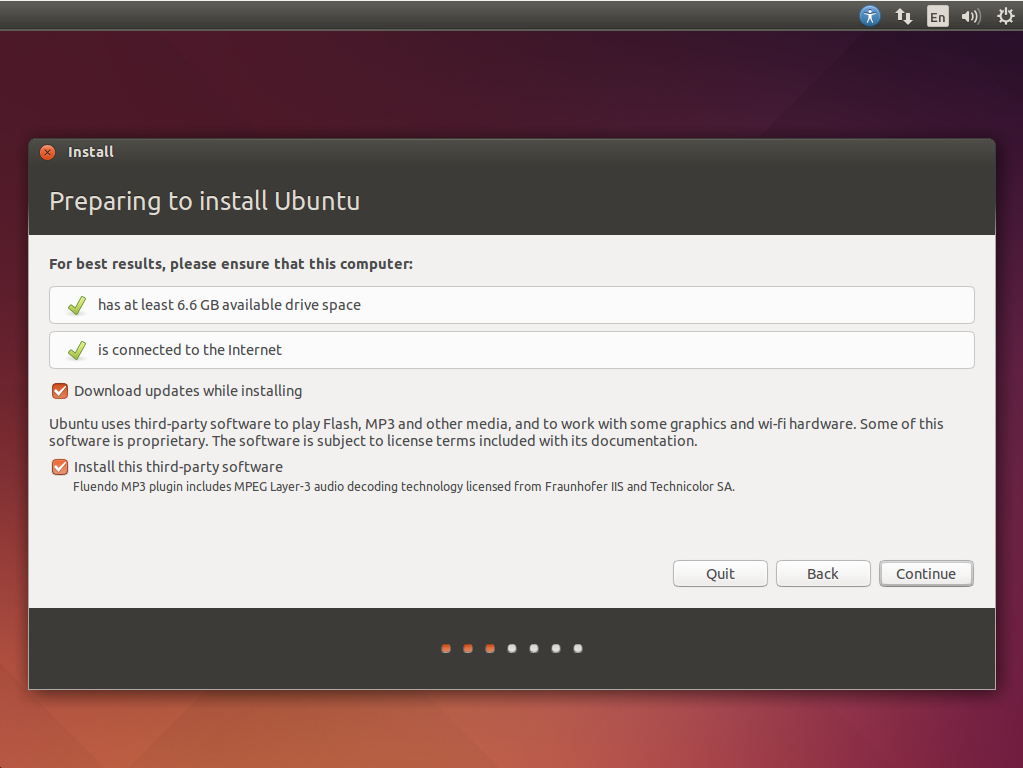 En
Install
Preparing to install Ubuntu
For best results, please ensure that this computer:
has at least 6.6 GB available drive space
is connected to the Internet
Download updates while installing
Ubuntu uses third-party software to play Flash, MP3 and other media, and to work with some graphics and wi-fi hardware. Some of this
software is proprietary. The software is subject to license terms included with its documentation.
Install this third-party software
Fluendo MP3 plugin includes MPEG Layer-3 audio decoding technology licensed from Fraunhofer IIS and Technicolor SA.
Quit Back Continue